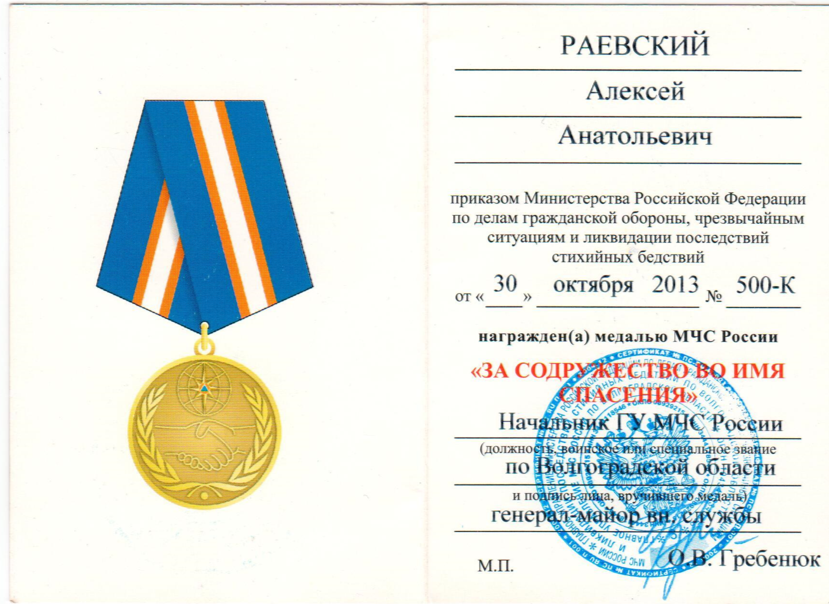 РАЕВСКИЙ
Алексей
Анатольевич
приказом Министерства Российской Федерации
по делам гражданской обороны, чрезвычайным
ситуациям и ликвидации последствий
стихийных бедствий
от « 30 » октября 2013 № 500-К
награжден(а) медалью МЧС России
«ЗА СОДРУЖЕСТВО ВО ИМЯ
СПАСЕНИЯ»
Начальник ГУ МЧС России
(должность, воинское или специальное звание
по Волгоградской области
и подпись лица, вручившего медаль)
генерал-майор вн. службы
М.П. О.В. Гребенюк